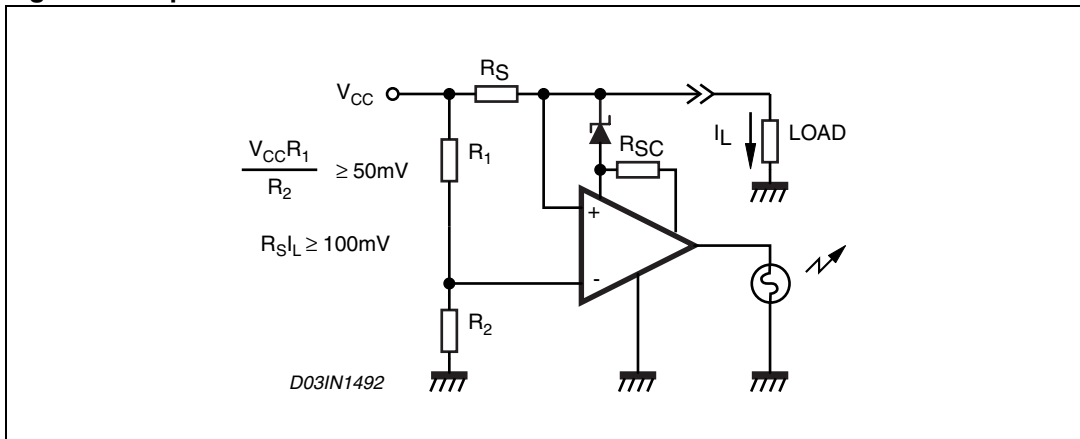 V_CC
R_S
R_SC
I_L
LOAD
R_1
V_CC R_1
R_2
≥ 50mV
R_S I_L ≥ 100mV
+
-
R_2
D03IN1492